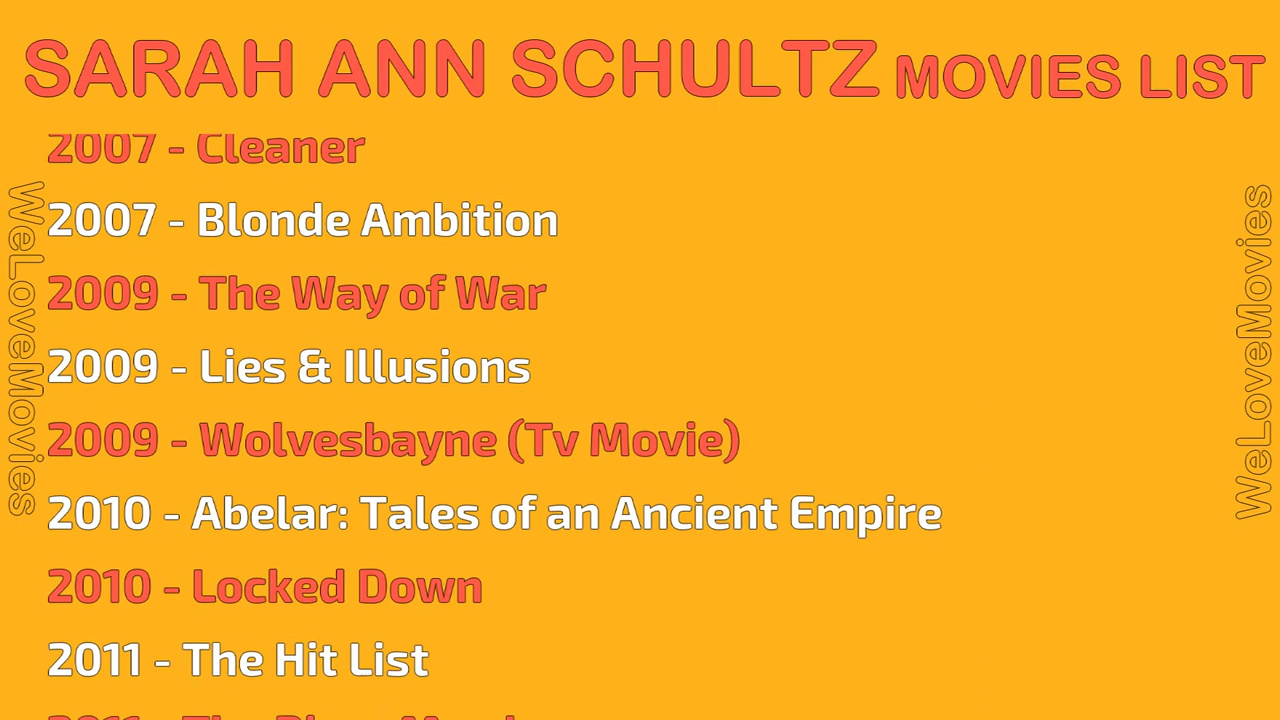 SARAH ANN SCHULTZ MOVIES LIST
2007 - Cleaner
2007 - Blonde Ambition
2009 - The Way of War
2009 - Lies & Illusions
2009 - Wolvesbayne (Tv Movie)
2010 - Abelar: Tales of an Ancient Empire
2010 - Locked Down
2011 - The Hit List
2011 - The
WeLoveMovies
WeLoveMovies